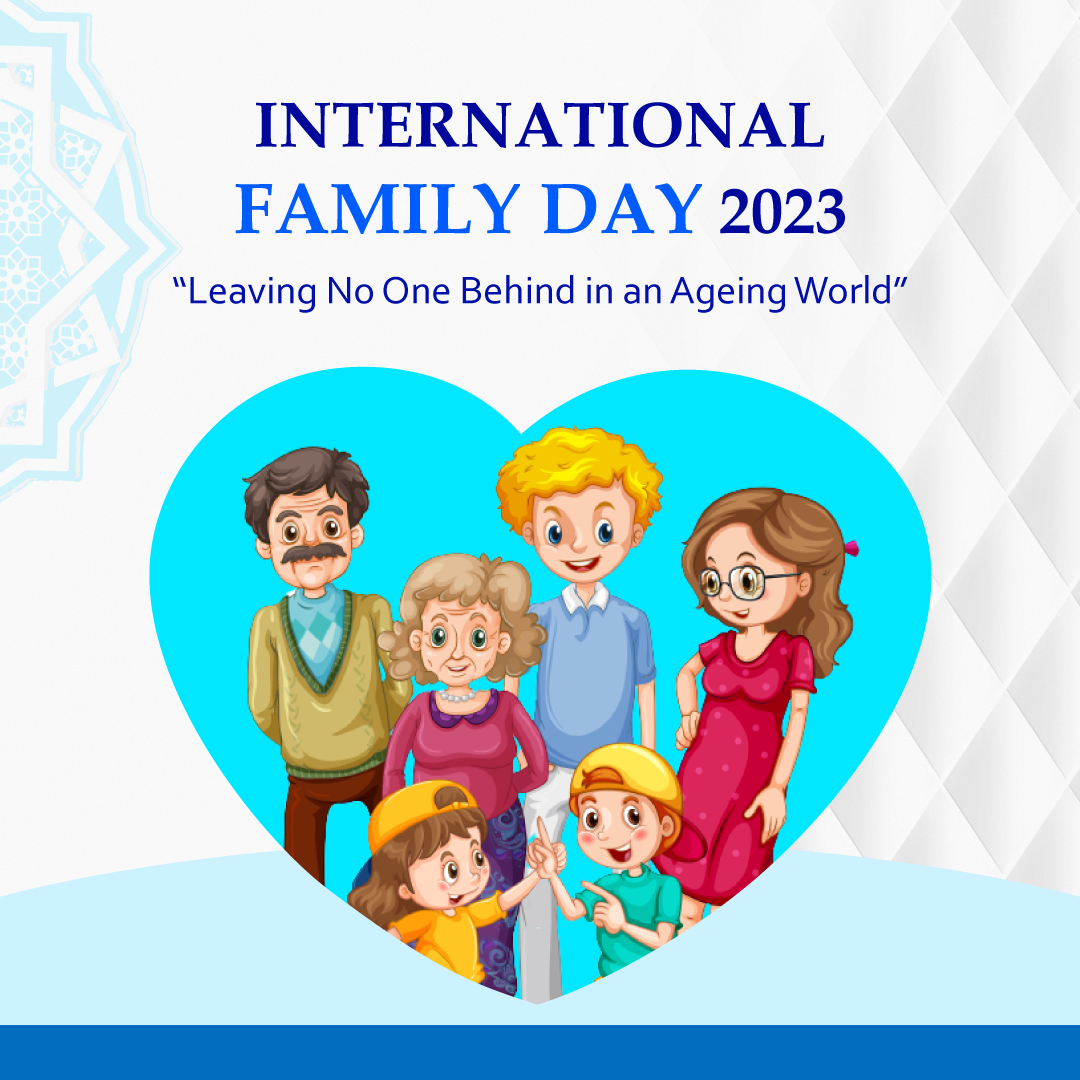 INTERNATIONAL
FAMILY DAY 2023
“Leaving No One Behind in an Ageing World”